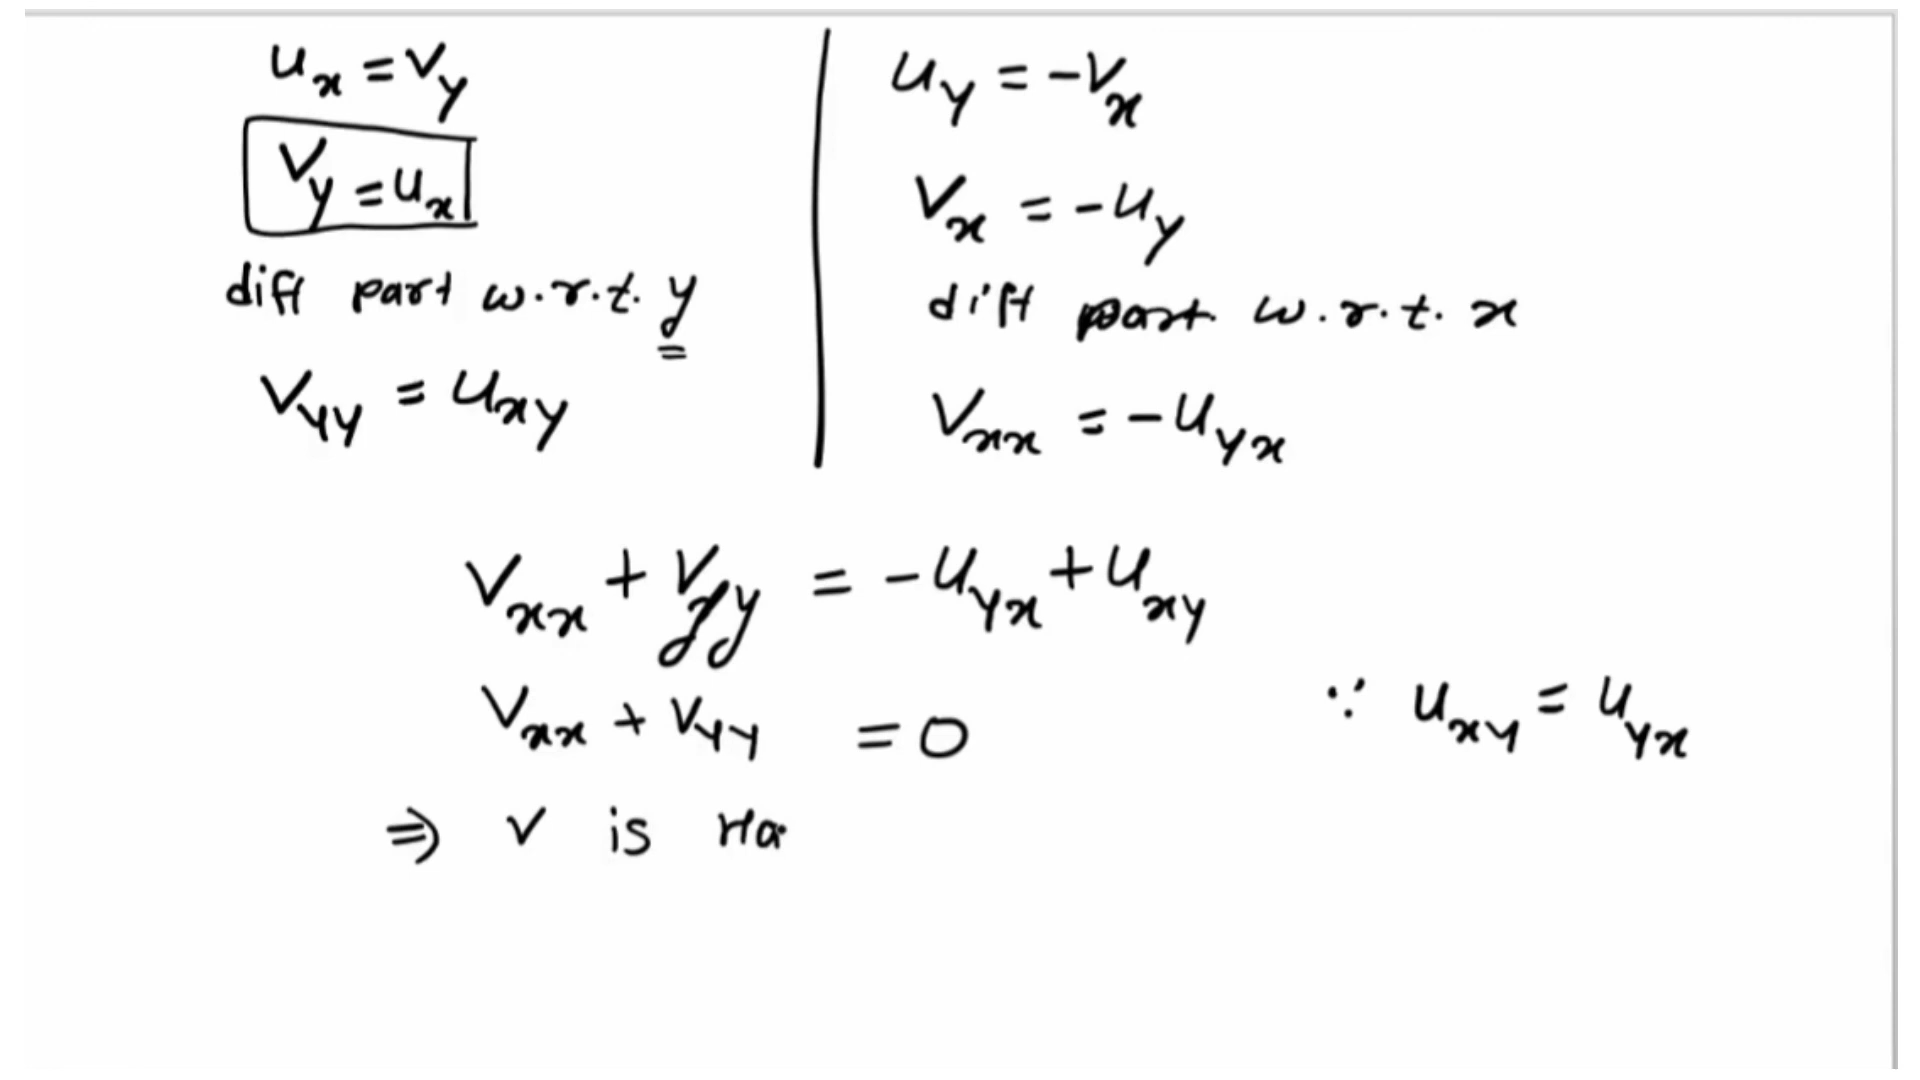 u_x = v_y
v_y = u_x
diff part w.r.t. y
v_yy = u_xy
u_y = -v_x
v_x = -u_y
diff part. w.r.t. x
v_xx = -u_yx
v_xx + v_yy = -u_yx + u_xy
v_xx + v_yy = 0 ∵ u_xy = u_yx
⇒ v is Ha